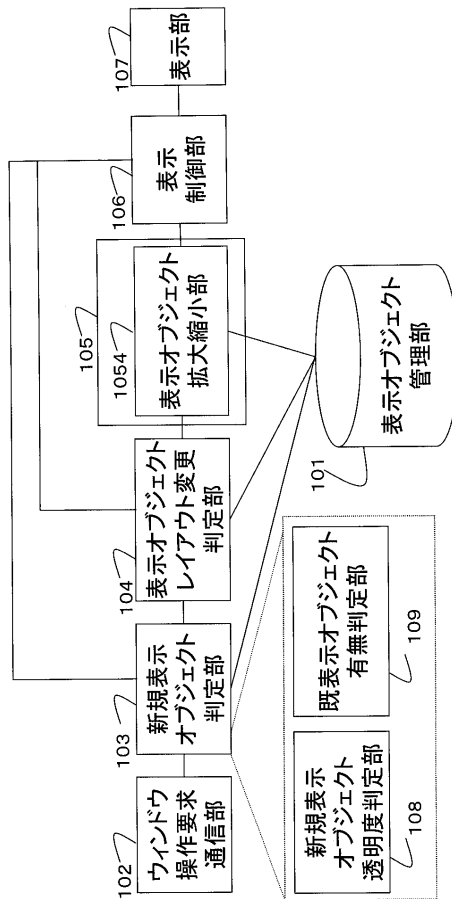 102
ウィンドウ
操作要求
通信部
103
新規表示
オブジェクト
判定部
104
表示オブジェクト
レイアウト変更
判定部
105
1054
表示オブジェクト
拡大縮小部
106
表示
制御部
107
表示部
101
表示オブジェクト
管理部
新規表示
オブジェクト
透明度判定部
108
既表示オブジェクト
有無判定部
109